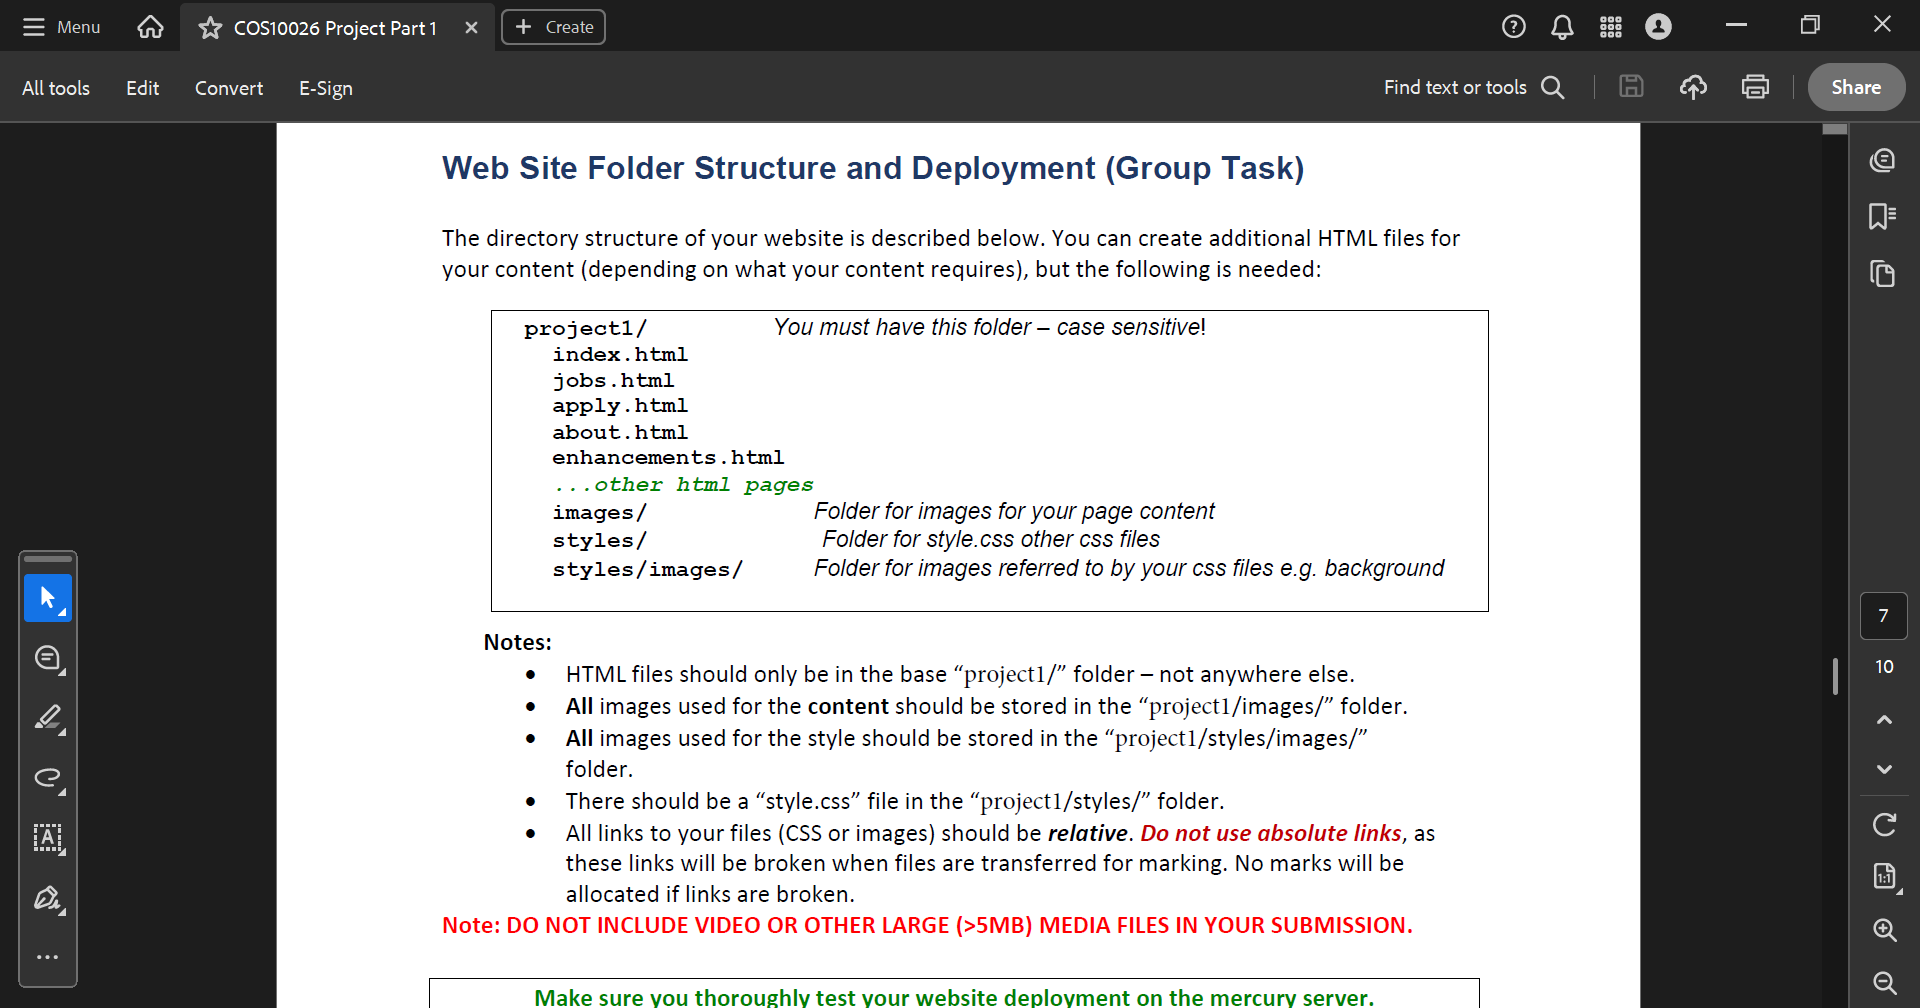 Menu
COS10026 Project Part 1
Create
All tools
Edit
Convert
E-Sign
Find text or tools
Share
Web Site Folder Structure and Deployment (Group Task)
The directory structure of your website is described below. You can create additional HTML files for
your content (depending on what your content requires), but the following is needed:
project1/ You must have this folder – case sensitive!
index.html
jobs.html
apply.html
about.html
enhancements.html
...other html pages
images/ Folder for images for your page content
styles/ Folder for style.css other css files
styles/images/ Folder for images referred to by your css files e.g. background
Notes:
• HTML files should only be in the base “project1/” folder – not anywhere else.
• All images used for the content should be stored in the “project1/images/” folder.
• All images used for the style should be stored in the “project1/styles/images/”
folder.
• There should be a “style.css” file in the “project1/styles/” folder.
• All links to your files (CSS or images) should be relative. Do not use absolute links, as
these links will be broken when files are transferred for marking. No marks will be
allocated if links are broken.
Note: DO NOT INCLUDE VIDEO OR OTHER LARGE (>5MB) MEDIA FILES IN YOUR SUBMISSION.
Make sure you thoroughly test your website deployment on the mercury server.
7
10
1:1
A